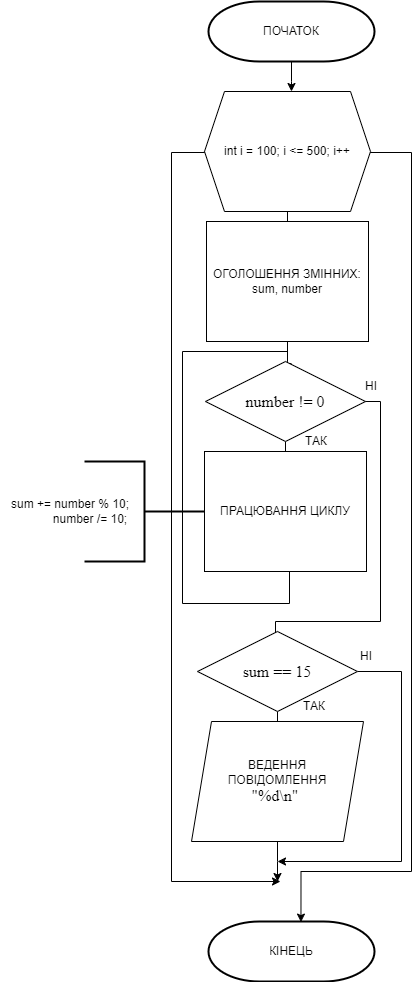 ПОЧАТОК
int i = 100; i <= 500; i++
ОГОЛОШЕННЯ ЗМІННИХ:
sum, number
number != 0
НІ
ТАК
ПРАЦЮВАННЯ ЦИКЛУ
sum += number % 10;
number /= 10;
sum == 15
НІ
ТАК
ВЕДЕННЯ
ПОВІДОМЛЕННЯ
"%d\n"
КІНЕЦЬ